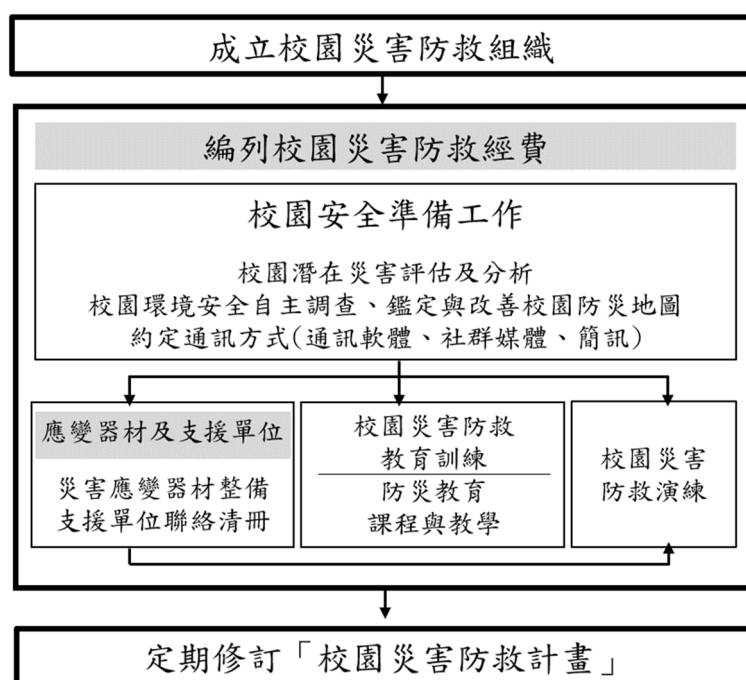 成立校園災害防救組織
編列校園災害防救經費
校園安全準備工作
校園潛在災害評估及分析
校園環境安全自主調查、鑑定與改善校園防災地圖
約定通訊方式(通訊軟體、社群媒體、簡訊)
應變器材及支援單位
災害應變器材整備
支援單位聯絡清冊
校園災害防救
教育訓練
防災教育
課程與教學
校園災害
防救演練
定期修訂「校園災害防救計畫」